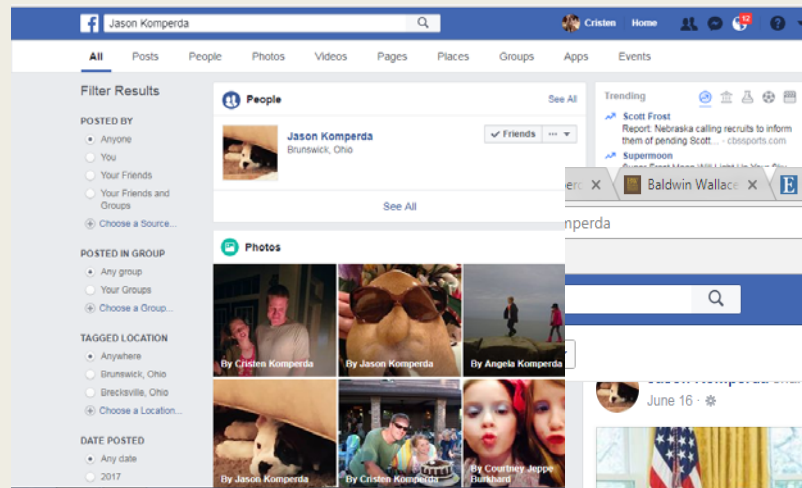 f Jason Komperda Cristen Home 12
All Posts People Photos Videos Pages Places Groups Apps Events
Filter Results
POSTED BY
Anyone
You
Your Friends
Your Friends and
Groups
Choose a Source...
POSTED IN GROUP
Any group
Your Groups
Choose a Group...
TAGGED LOCATION
Anywhere
Brunswick, Ohio
Brecksville, Ohio
Choose a Location...
DATE POSTED
Any date
2017
People See All
Jason Komperda
Brunswick, Ohio
Friends
See All
Photos
By Cristen Komperda
By Jason Komperda
By Angela Komperda
By Jason Komperda
By Cristen Komperda
By Courtney Jeppe
Burkhard
Trending
Scott Frost
Report: Nebraska calling recruits to inform
them of pending Scott... - cbssports.com
Supermoon
Baldwin Wallace E
mperda
June 16